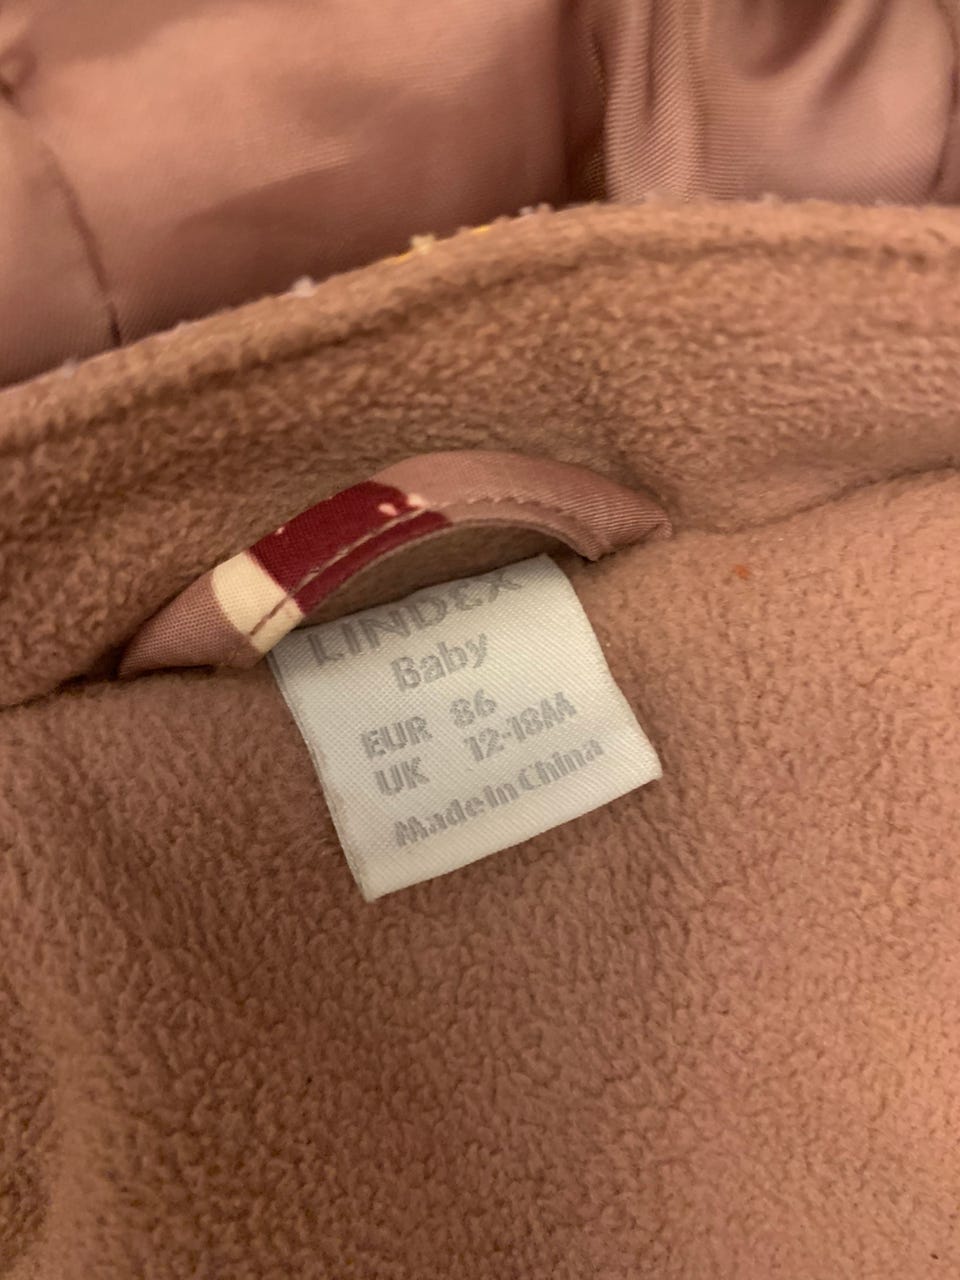 LINDEX
Baby
EUR 86
UK 12-18M
Made In China